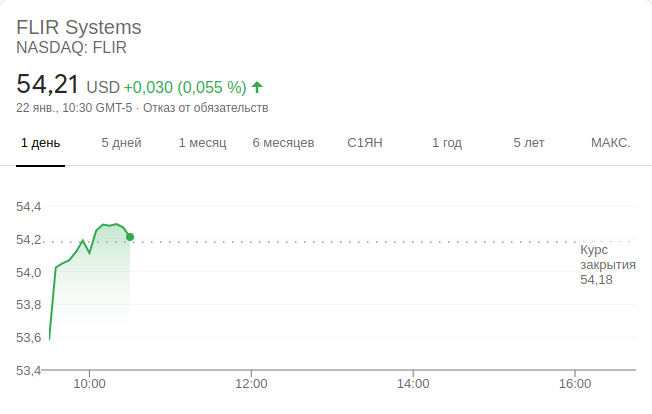 FLIR Systems
NASDAQ: FLIR
54,21 USD +0,030 (0,055 %)
22 янв., 10:30 GMT-5 · Отказ от обязательств
1 день 5 дней 1 месяц 6 месяцев С1ЯН 1 год 5 лет МАКС.
54,4
54,2
Курс
закрытия
54,18
54,0
53,8
53,6
53,4
10:00 12:00 14:00 16:00